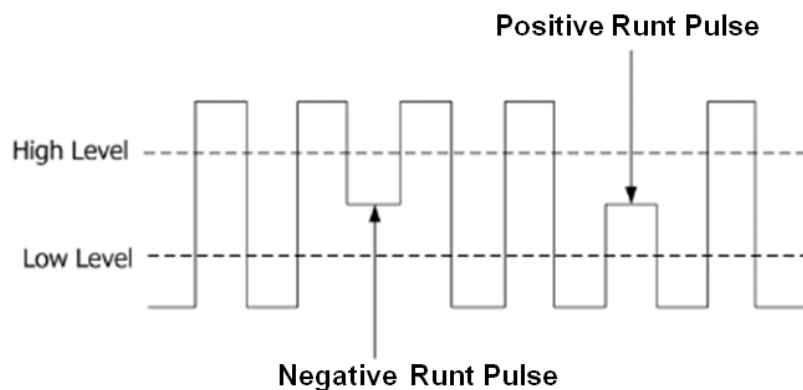 Positive Runt Pulse
High Level
Low Level
Negative Runt Pulse